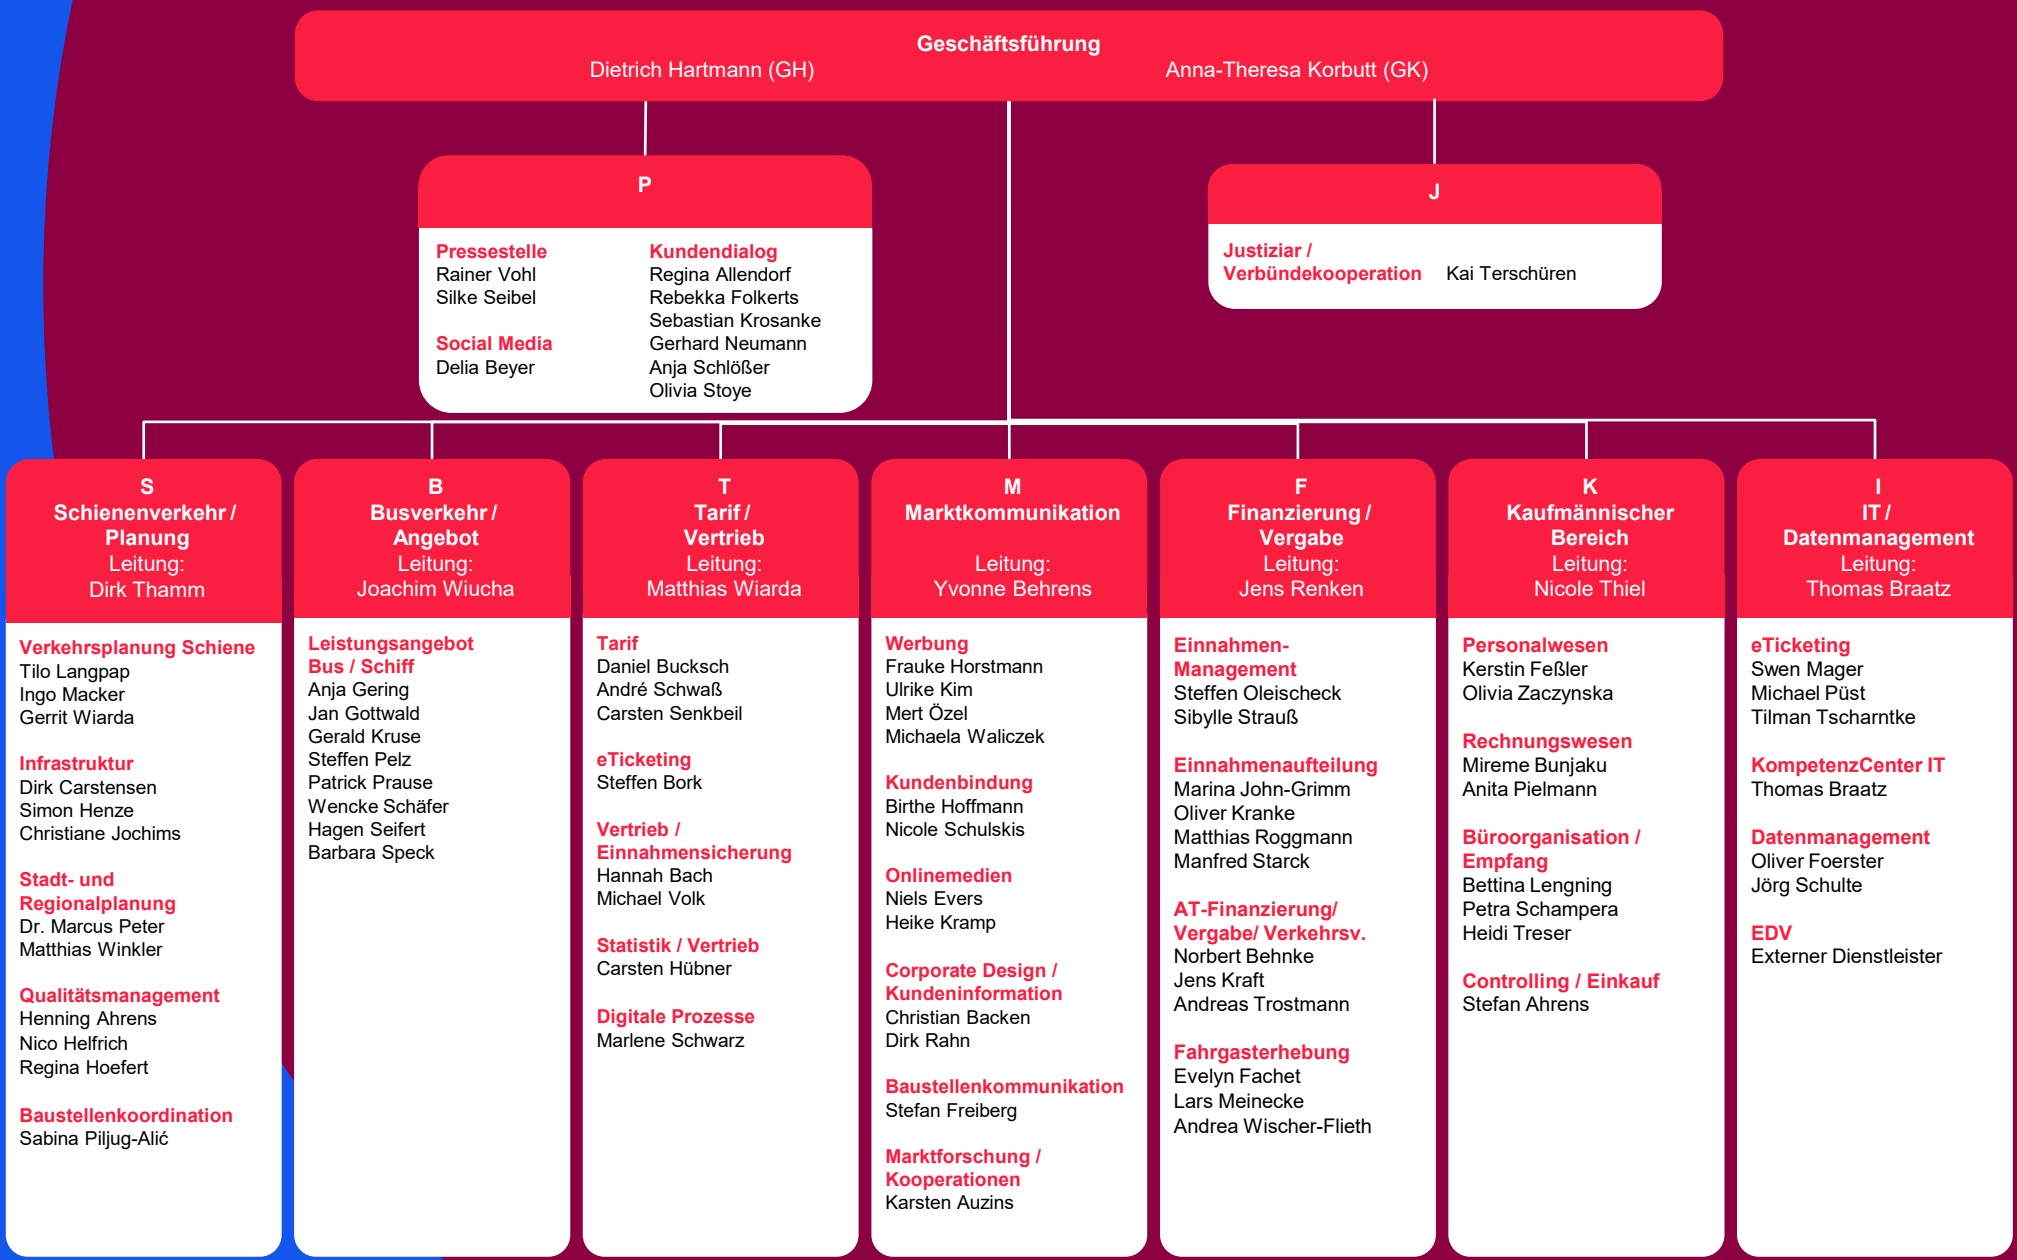 Geschäftsführung
Dietrich Hartmann (GH)
Anna-Theresa Korbutt (GK)
P
Pressestelle
Rainer Vohl
Silke Seibel
Social Media
Delia Beyer
Kundendialog
Regina Allendorf
Rebekka Folkerts
Sebastian Krosanke
Gerhard Neumann
Anja Schlößer
Olivia Stoye
J
Justiziar /
Verbündekooperation Kai Terschüren
S
Schienenverkehr /
Planung
Leitung:
Dirk Thamm
Verkehrsplanung Schiene
Tilo Langpap
Ingo Macker
Gerrit Wiarda
Infrastruktur
Dirk Carstensen
Simon Henze
Christiane Jochims
Stadt- und
Regionalplanung
Dr. Marcus Peter
Matthias Winkler
Qualitätsmanagement
Henning Ahrens
Nico Helfrich
Regina Hoefert
Baustellenkoordination
Sabina Piljug-Alić
B
Busverkehr /
Angebot
Leitung:
Joachim Wiucha
Leistungsangebot
Bus / Schiff
Anja Gering
Jan Gottwald
Gerald Kruse
Steffen Pelz
Patrick Prause
Wencke Schäfer
Hagen Seifert
Barbara Speck
T
Tarif /
Vertrieb
Leitung:
Matthias Wiarda
Tarif
Daniel Bucksch
André Schwaß
Carsten Senkbeil
eTicketing
Steffen Bork
Vertrieb /
Einnahmensicherung
Hannah Bach
Michael Volk
Statistik / Vertrieb
Carsten Hübner
Digitale Prozesse
Marlene Schwarz
M
Marktkommunikation
Leitung:
Yvonne Behrens
Werbung
Frauke Horstmann
Ulrike Kim
Mert Özel
Michaela Waliczek
Kundenbindung
Birthe Hoffmann
Nicole Schulskis
Onlinemedien
Niels Evers
Heike Kramp
Corporate Design /
Kundeninformation
Christian Backen
Dirk Rahn
Baustellenkommunikation
Stefan Freiberg
Marktforschung /
Kooperationen
Karsten Auzins
F
Finanzierung /
Vergabe
Leitung:
Jens Renken
Einnahmen-
Management
Steffen Oleischeck
Sibylle Strauß
Einnahmenaufteilung
Marina John-Grimm
Oliver Kranke
Matthias Roggmann
Manfred Starck
AT-Finanzierung/
Vergabe/ Verkehrsv.
Norbert Behnke
Jens Kraft
Andreas Trostmann
Fahrgasterhebung
Evelyn Fachet
Lars Meinecke
Andrea Wischer-Flieth
K
Kaufmännischer
Bereich
Leitung:
Nicole Thiel
Personalwesen
Kerstin Feßler
Olivia Zaczynska
Rechnungswesen
Mireme Bunjaku
Anita Pielmann
Büroorganisation /
Empfang
Bettina Lengning
Petra Schampera
Heidi Treser
Controlling / Einkauf
Stefan Ahrens
I
IT /
Datenmanagement
Leitung:
Thomas Braatz
eTicketing
Swen Mager
Michael Püst
Tilman Tscharntke
KompetenzCenter IT
Thomas Braatz
Datenmanagement
Oliver Foerster
Jörg Schulte
EDV
Externer Dienstleister